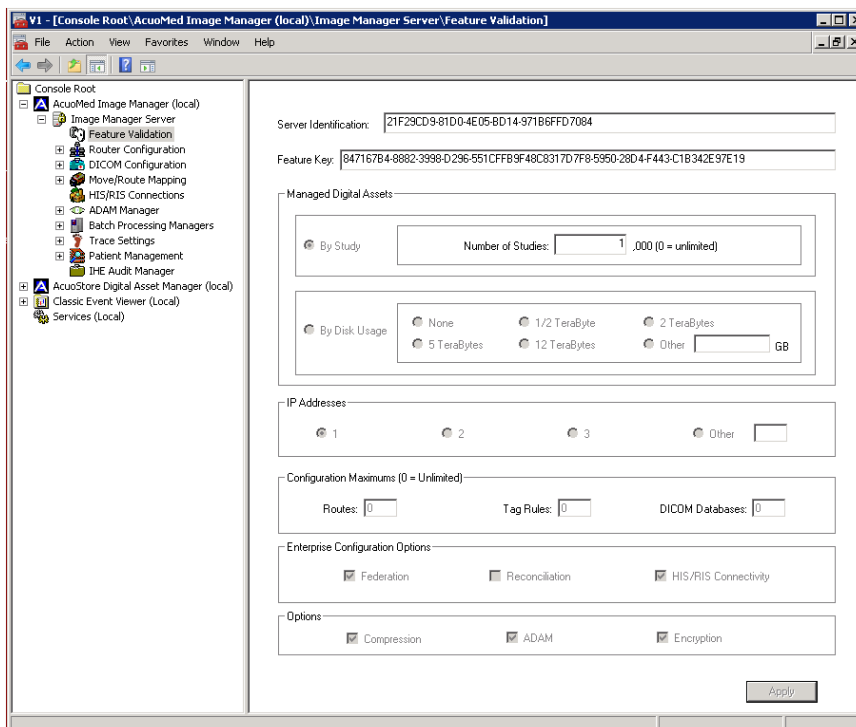 V1 - [Console Root\AcuoMed Image Manager (local)\Image Manager Server\Feature Validation]
File Action View Favorites Window Help
Console Root
AcuoMed Image Manager (local)
Image Manager Server
Feature Validation
Router Configuration
DICOM Configuration
Move/Route Mapping
HIS/RIS Connections
ADAM Manager
Batch Processing Managers
Trace Settings
Patient Management
IHE Audit Manager
AcuoStore Digital Asset Manager (local)
Classic Event Viewer (Local)
Services (Local)
Server Identification: 21F29CD9-81D0-4E05-BD14-971B6FFD7084
Feature Key: 847167B4-8882-3998-D296-551CFFB9F48C8317D7F8-5950-28D4-F443-C1B342E97E19
Managed Digital Assets
By Study Number of Studies: 1 ,000 (0 = unlimited)
By Disk Usage
None 1/2 TeraByte 2 TeraBytes
5 TeraBytes 12 TeraBytes Other GB
IP Addresses
1 2 3 Other
Configuration Maximums (0 = Unlimited)
Routes: 0 Tag Rules: 0 DICOM Databases: 0
Enterprise Configuration Options
Federation Reconciliation HIS/RIS Connectivity
Options
Compression ADAM Encryption
Apply